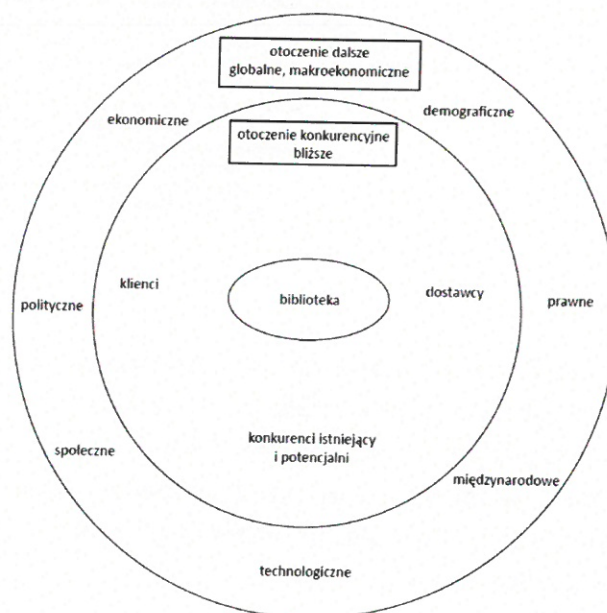 otoczenie dalsze
globalne, makroekonomiczne
ekonomiczne
demograficzne
otoczenie konkurencyjne
bliższe
klienci
biblioteka
dostawcy
polityczne
prawne
konkurenci istniejący
i potencjalni
społeczne
międzynarodowe
technologiczne